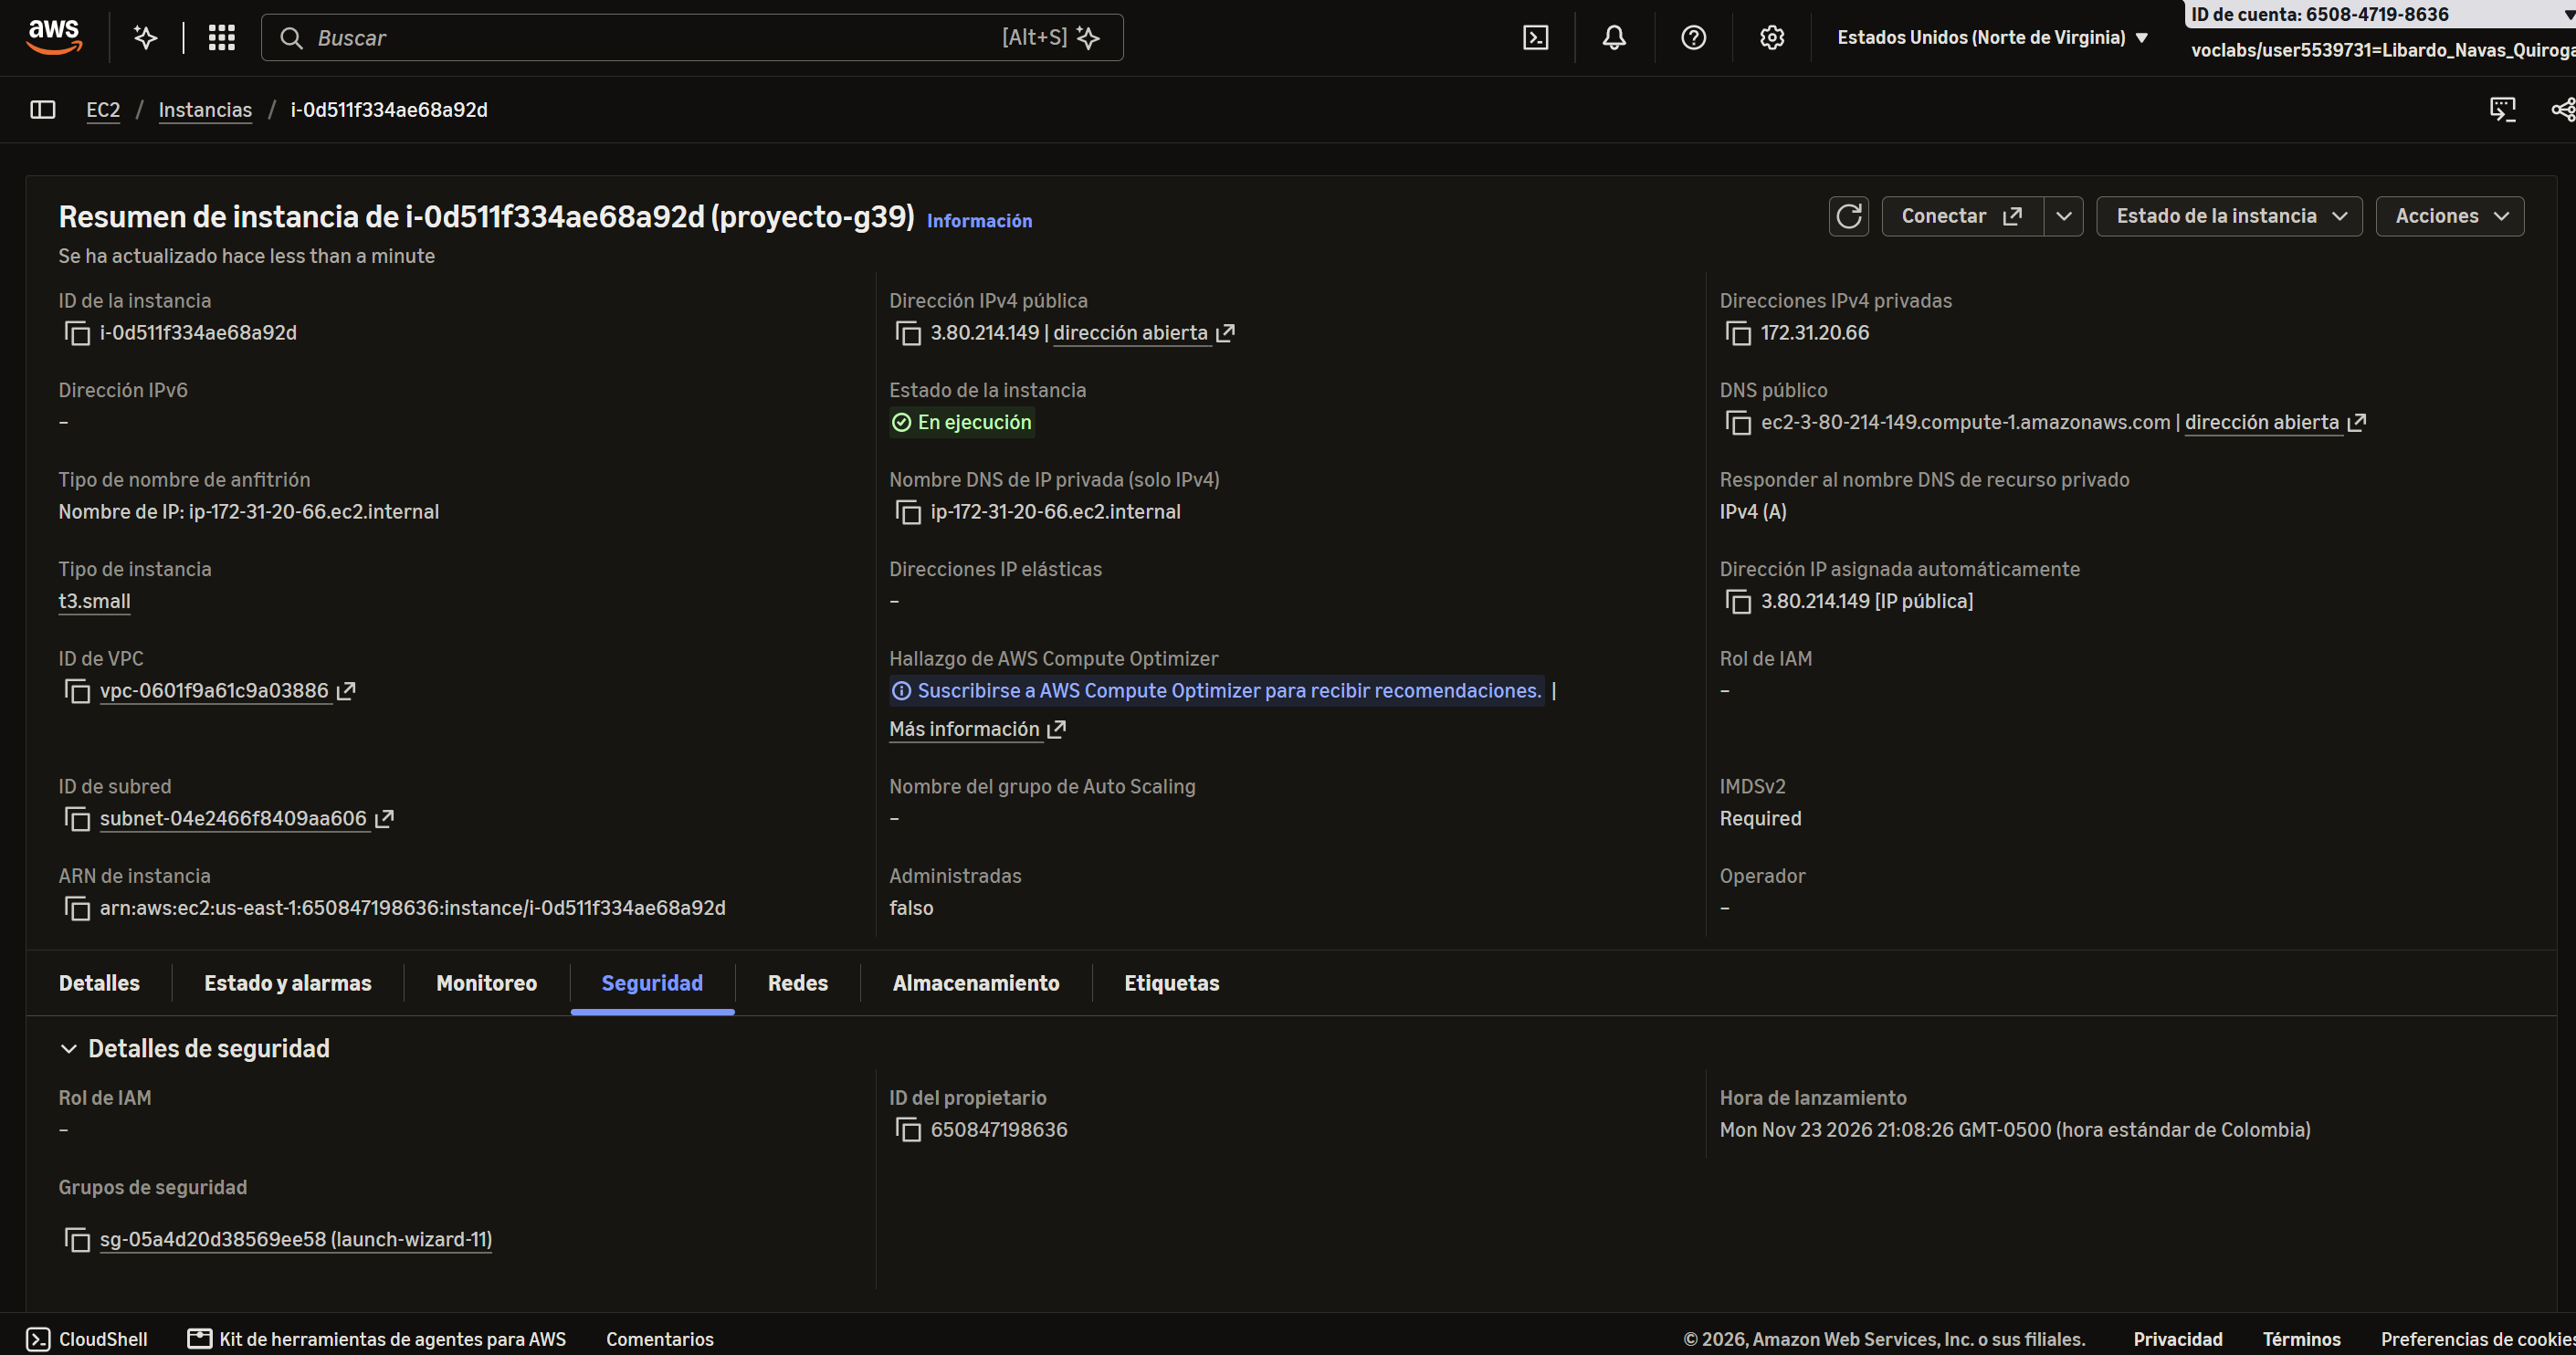 aws
Buscar [Alt+S]
Estados Unidos (Norte de Virginia)
ID de cuenta: 6508-4719-8636
voclabs/user5539731=Libardo_Navas_Quiroga
EC2 / Instancias / i-0d511f334ae68a92d
Resumen de instancia de i-0d511f334ae68a92d (proyecto-g39) Información
Se ha actualizado hace less than a minute
Conectar
Estado de la instancia
Acciones
ID de la instancia
i-0d511f334ae68a92d
Dirección IPv4 pública
3.80.214.149 | dirección abierta
Direcciones IPv4 privadas
172.31.20.66
Dirección IPv6
–
Estado de la instancia
En ejecución
DNS público
ec2-3-80-214-149.compute-1.amazonaws.com | dirección abierta
Tipo de nombre de anfitrión
Nombre de IP: ip-172-31-20-66.ec2.internal
Nombre DNS de IP privada (solo IPv4)
ip-172-31-20-66.ec2.internal
Responder al nombre DNS de recurso privado
IPv4 (A)
Tipo de instancia
t3.small
Direcciones IP elásticas
–
Dirección IP asignada automáticamente
3.80.214.149 [IP pública]
ID de VPC
vpc-0601f9a61c9a03886
Hallazgo de AWS Compute Optimizer
Suscribirse a AWS Compute Optimizer para recibir recomendaciones. |
Más información
Rol de IAM
–
ID de subred
subnet-04e2466f8409aa606
Nombre del grupo de Auto Scaling
–
IMDSv2
Required
ARN de instancia
arn:aws:ec2:us-east-1:650847198636:instance/i-0d511f334ae68a92d
Administradas
falso
Operador
–
Detalles
Estado y alarmas
Monitoreo
Seguridad
Redes
Almacenamiento
Etiquetas
Detalles de seguridad
Rol de IAM
–
ID del propietario
650847198636
Hora de lanzamiento
Mon Nov 23 2026 21:08:26 GMT-0500 (hora estándar de Colombia)
Grupos de seguridad
sg-05a4d20d38569ee58 (launch-wizard-11)
CloudShell
Kit de herramientas de agentes para AWS
Comentarios
© 2026, Amazon Web Services, Inc. o sus filiales.
Privacidad
Términos
Preferencias de cookies